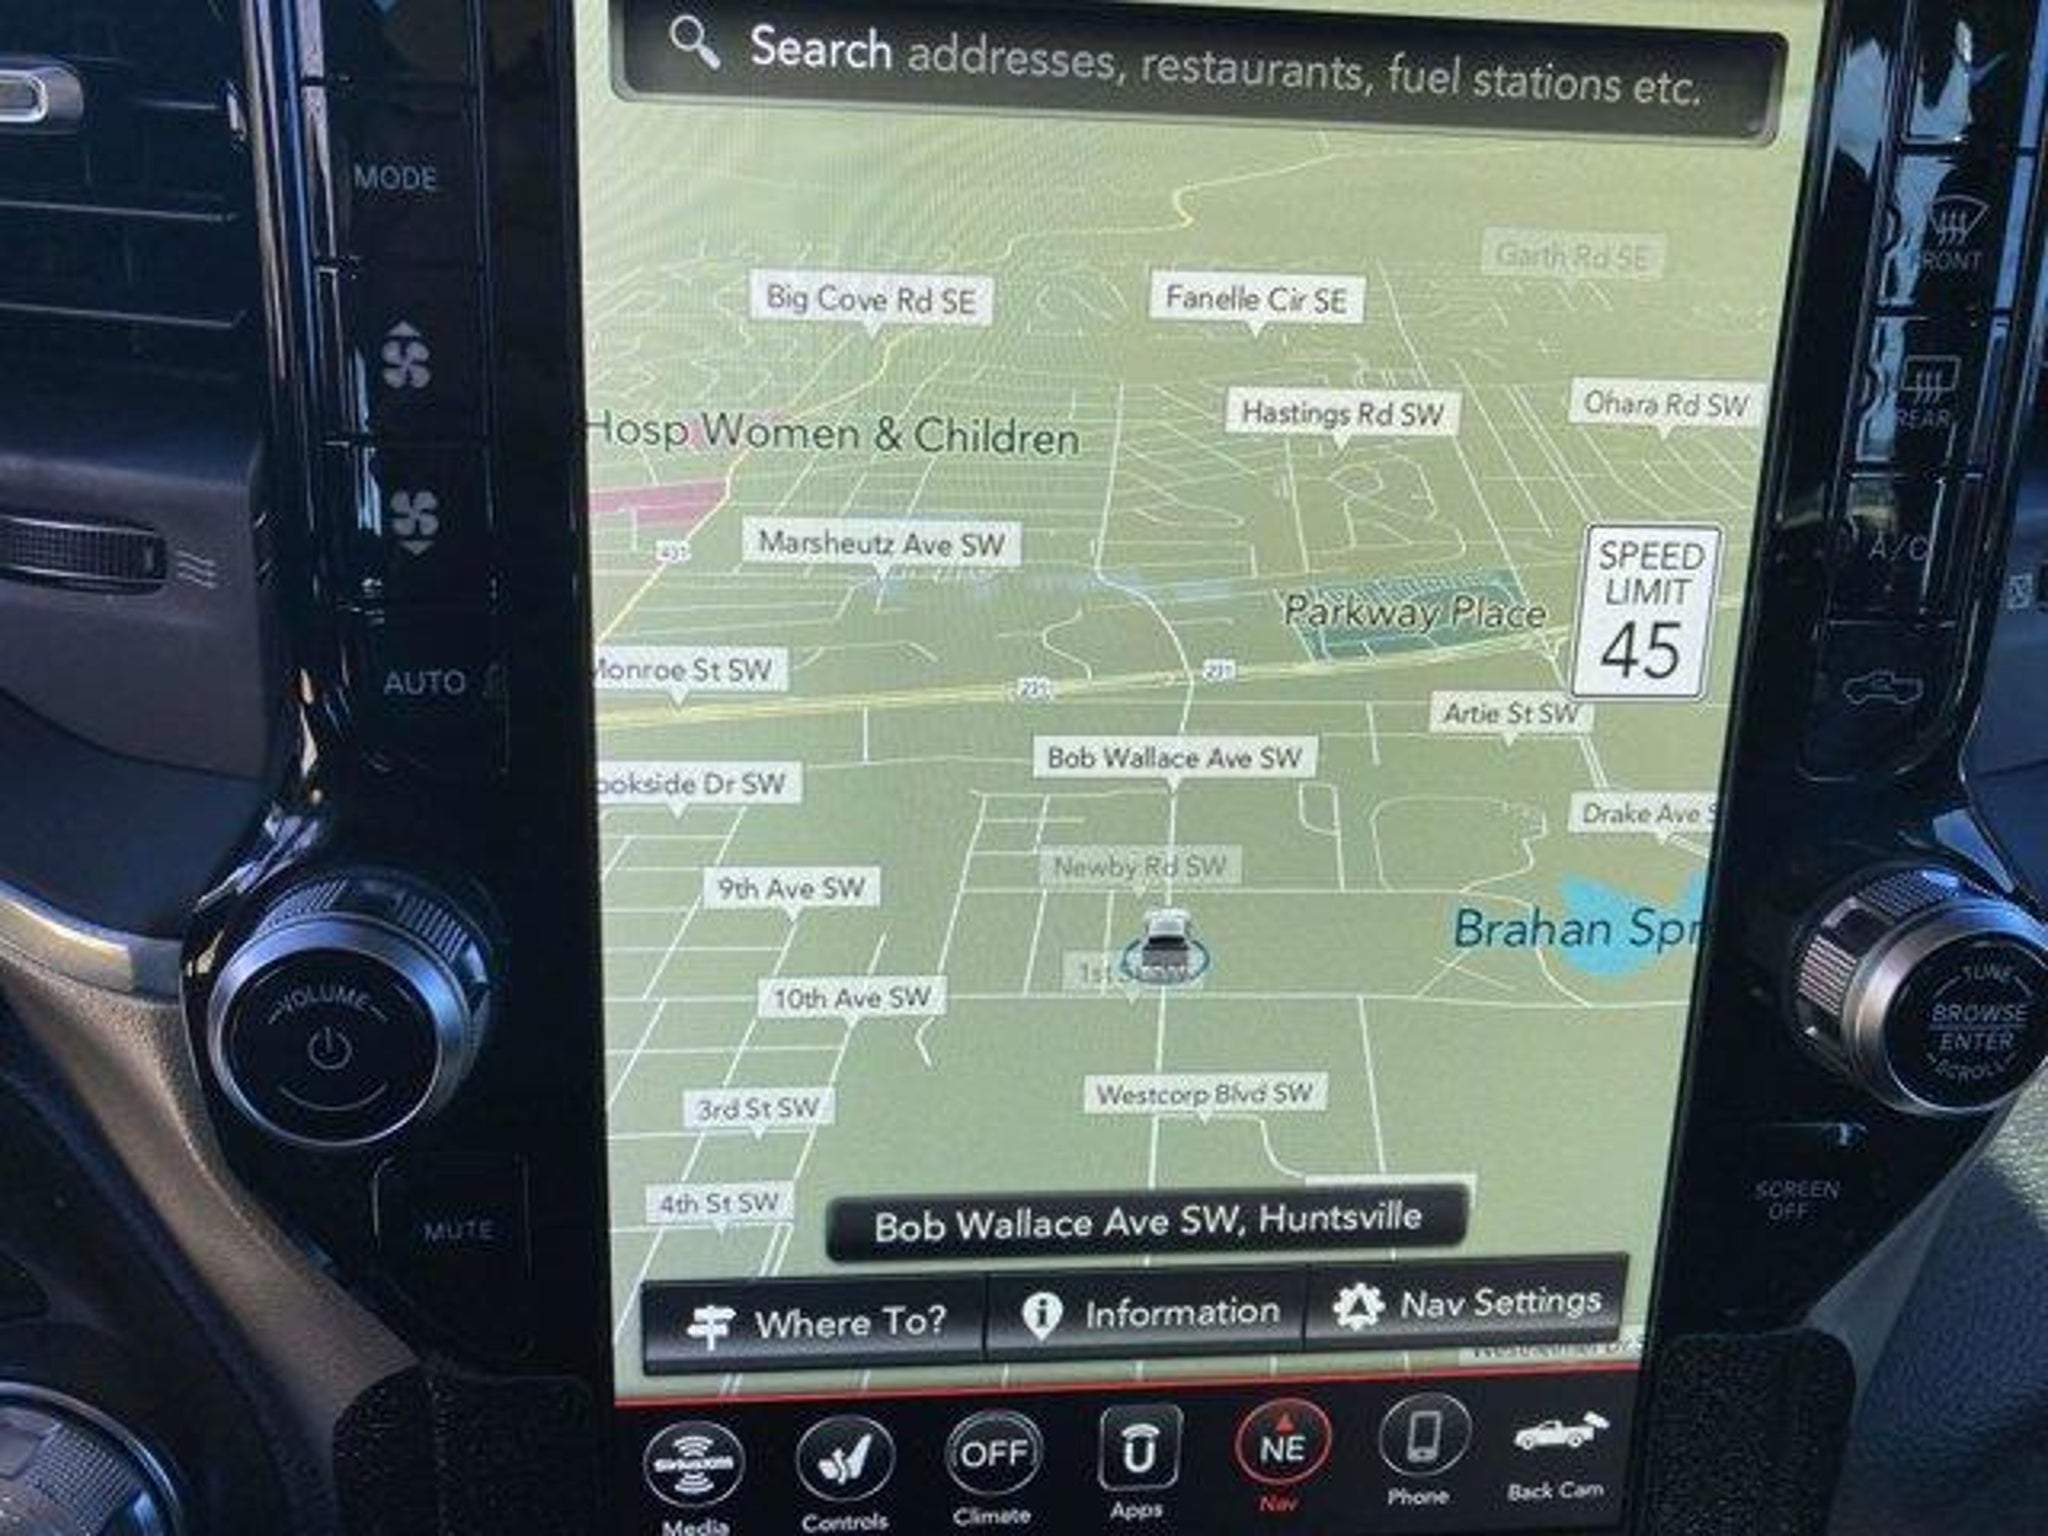 Search addresses, restaurants, fuel stations etc.
MODE
Garth Rd SE
FRONT
Big Cove Rd SE
Fanelle Cir SE
Hastings Rd SW
Ohara Rd SW
REAR
Hosp Women & Children
431
Marsheutz Ave SW
SPEED
LIMIT
45
A/C
Parkway Place
AUTO
Monroe St SW
231
231
Artie St SW
Bob Wallace Ave SW
ookside Dr SW
Drake Ave S
Newby Rd SW
9th Ave SW
Brahan Spr
1st S
10th Ave SW
VOLUME
TUNE
BROWSE
ENTER
SCROLL
Westcorp Blvd SW
3rd St SW
4th St SW
SCREEN
OFF
MUTE
Bob Wallace Ave SW, Huntsville
Where To?
Information
Nav Settings
SiriusXM
OFF
NE
Media
Controls
Climate
Apps
Nav
Phone
Back Cam